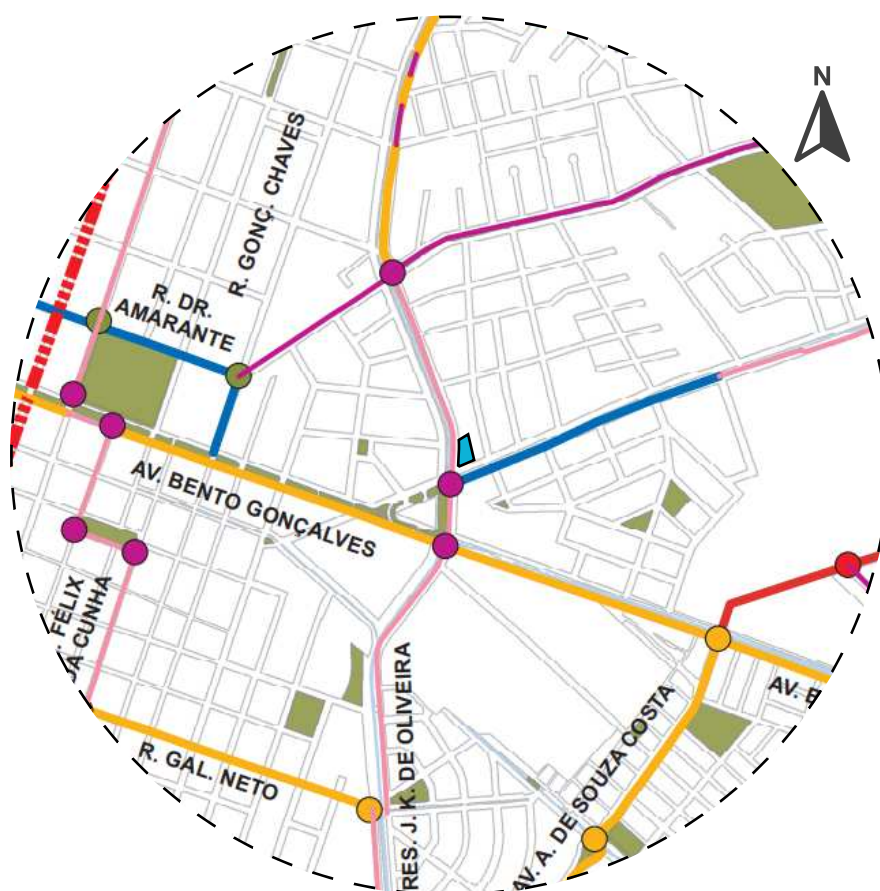 N
R. GONÇ. CHAVES
R. DR.
AMARANTE
AV. BENTO GONÇALVES
. FÉLIX
DA CUNHA
R. GAL. NETO
RES. J. K. DE OLIVEIRA
AV. A. DE SOUZA COSTA
AV. B